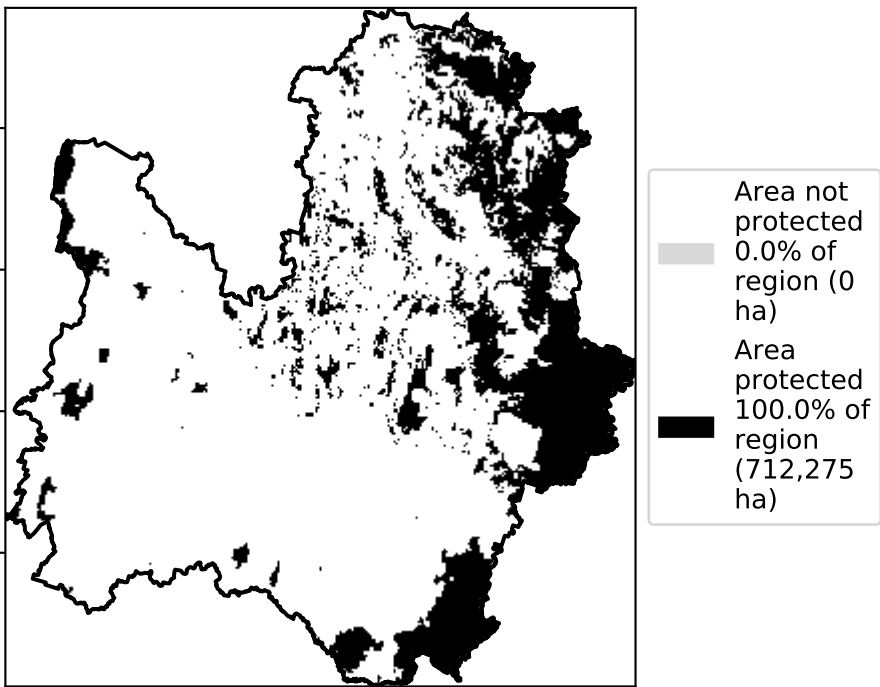 Area not
protected
0.0% of
region (0
ha)
Area
protected
100.0% of
region
(712,275
ha)